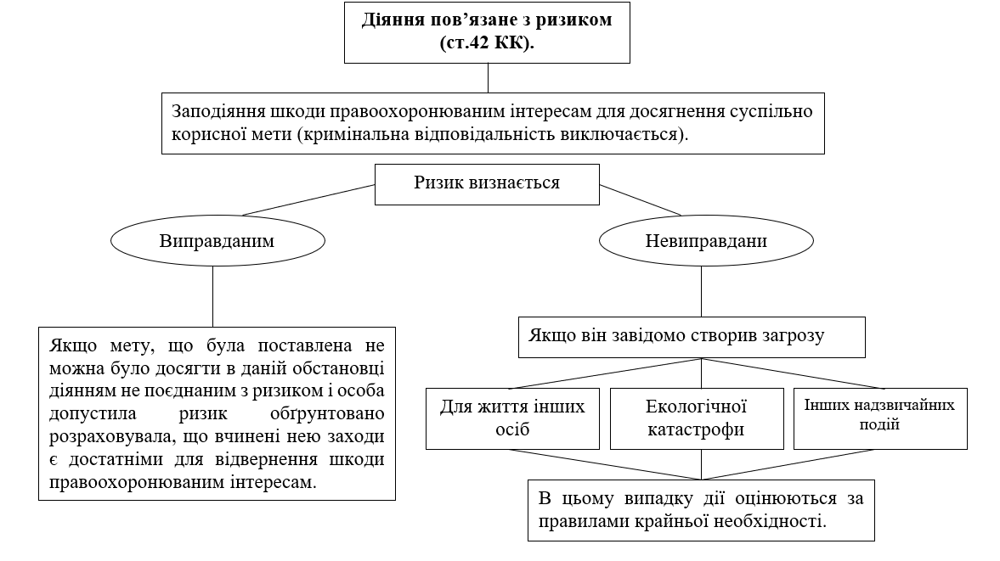 Діяння пов’язане з ризиком
(ст.42 КК).
Заподіяння шкоди правоохоронюваним інтересам для досягнення суспільно
корисної мети (кримінальна відповідальність виключається).
Ризик визнається
Виправданим
Невиправдани
Якщо мету, що була поставлена не
можна було досягти в даній обстановці
діянням не поєднаним з ризиком і особа
допустила ризик обґрунтовано
розраховувала, що вчинені нею заходи
є достатніми для відвернення шкоди
правоохоронюваним інтересам.
Якщо він завідомо створив загрозу
Для життя інших
осіб
Екологічної
катастрофи
Інших надзвичайних
подій
В цьому випадку дії оцінюються за
правилами крайньої необхідності.